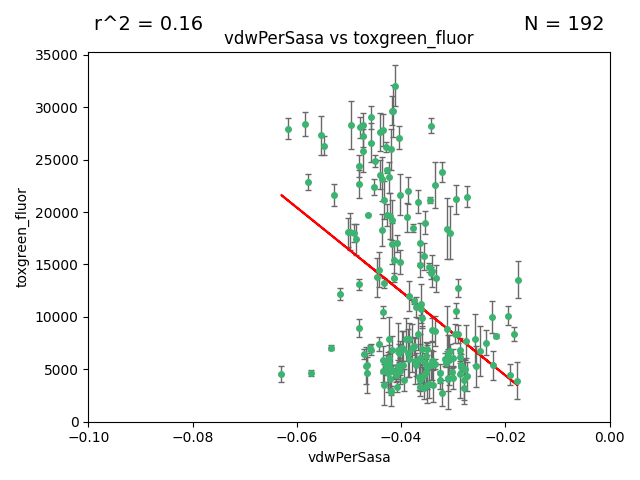 r^2 = 0.16
N = 192
vdwPerSasa vs toxgreen_fluor
35000
30000
25000
20000
15000
10000
5000
0
toxgreen_fluor
−0.10
−0.08
−0.06
−0.04
−0.02
0.00
vdwPerSasa